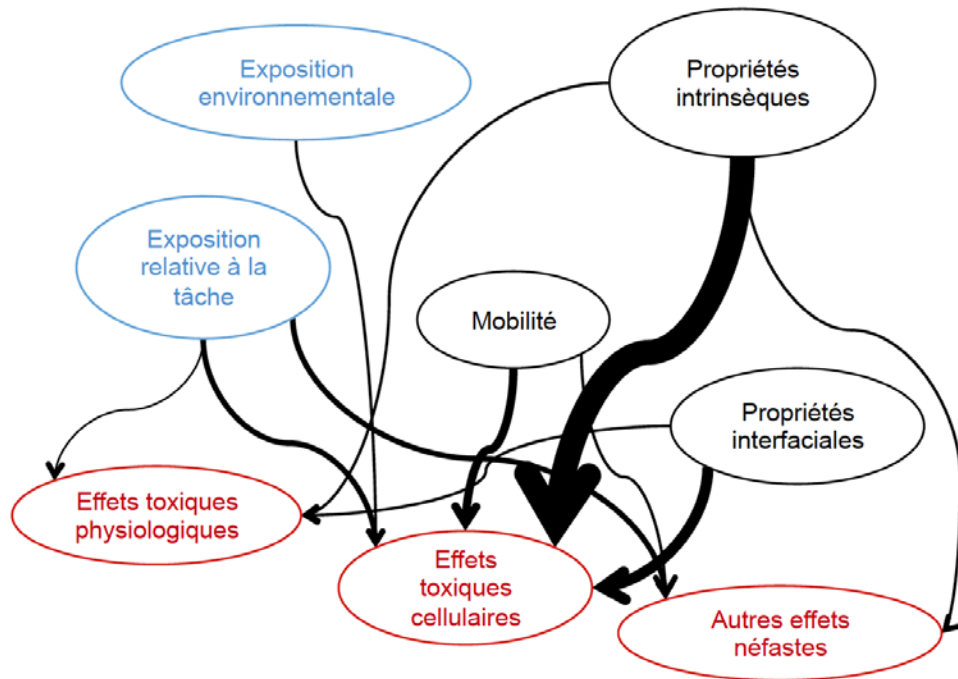 Exposition
environnementale
Propriétés
intrinsèques
Exposition
relative à la
tâche
Mobilité
Propriétés
interfaciales
Effets toxiques
physiologiques
Effets
toxiques
cellulaires
Autres effets
néfastes